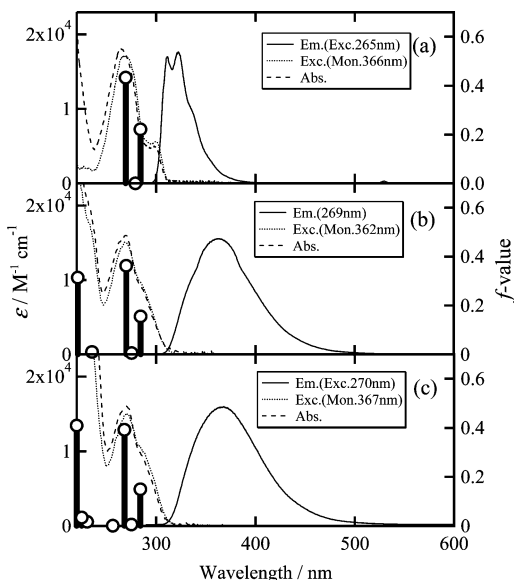 2x10⁴
1
0
0.6
0.4
0.2
0.0
Em.(Exc.265nm)
Exc.(Mon.366nm)
Abs.
(a)
2x10⁴
1
0
0.6
0.4
0.2
0
Em.(269nm)
Exc.(Mon.362nm)
Abs.
(b)
2x10⁴
1
0
0.6
0.4
0.2
0
Em.(Exc.270nm)
Exc.(Mon.367nm)
Abs.
(c)
ε / M⁻¹ cm⁻¹
f-value
300
400
500
600
Wavelength / nm